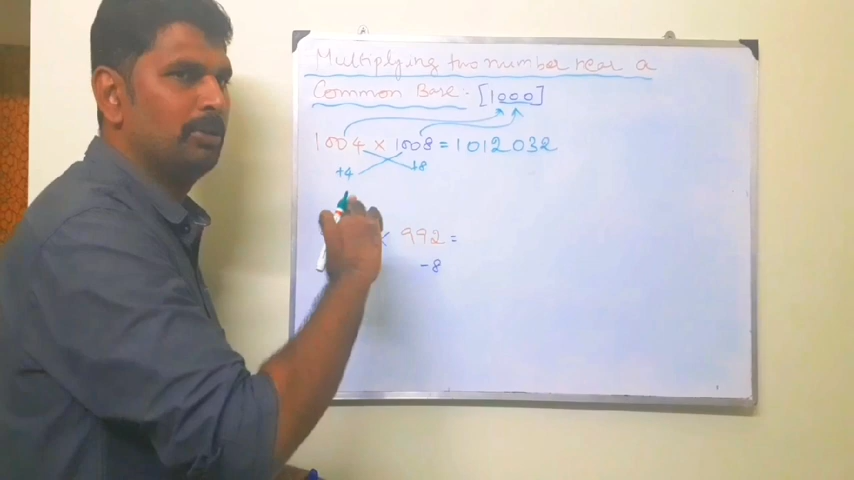 Multiplying two number near a
Common Base:- [1000]
1004 × 1008 = 1012032
+4 +8
× 992 =
-8